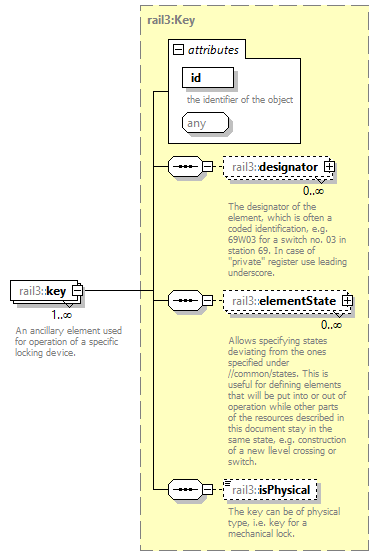 rail3:Key
attributes
id
the identifier of the object
any
rail3::designator
0..∞
The designator of the
element, which is often a
coded identification, e.g.
69W03 for a switch no. 03 in
station 69. In case of
"private" register use leading
underscore.
rail3::key
1..∞
An ancillary element used
for operation of a specific
locking device.
rail3::elementState
0..∞
Allows specifying states
deviating from the ones
specified under
//common/states. This is
useful for defining elements
that will be put into or out of
operation while other parts
of the resources described in
this document stay in the
same state, e.g. construction
of a new llevel crossing or
switch.
rail3::isPhysical
The key can be of physical
type, i.e. key for a
mechanical lock.